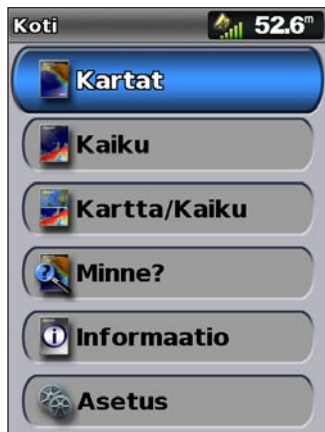 Koti 52.6m
Kartat
Kaiku
Kartta/Kaiku
Minne?
Informaatio
Asetus